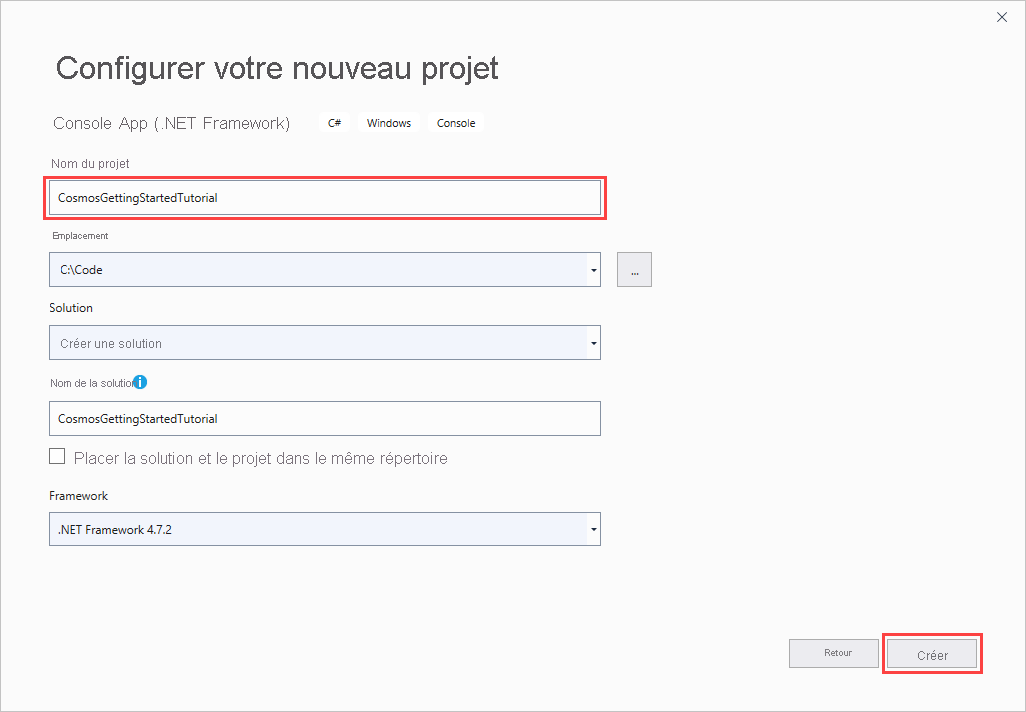 Configurer votre nouveau projet
Console App (.NET Framework) C# Windows Console
Nom du projet
CosmosGettingStartedTutorial
Emplacement
C:\Code
...
Solution
Créer une solution
Nom de la solution
CosmosGettingStartedTutorial
Placer la solution et le projet dans le même répertoire
Framework
.NET Framework 4.7.2
Retour
Créer